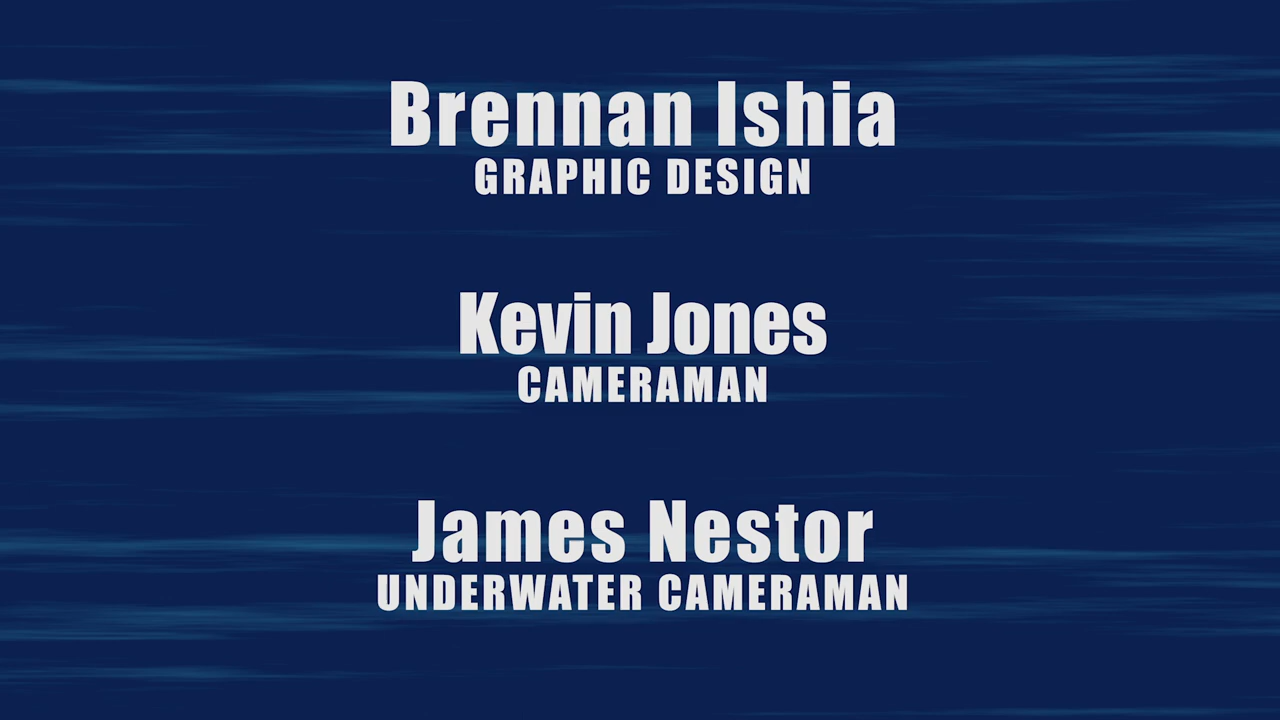 Brennan Ishia
GRAPHIC DESIGN
Kevin Jones
CAMERAMAN
James Nestor
UNDERWATER CAMERAMAN